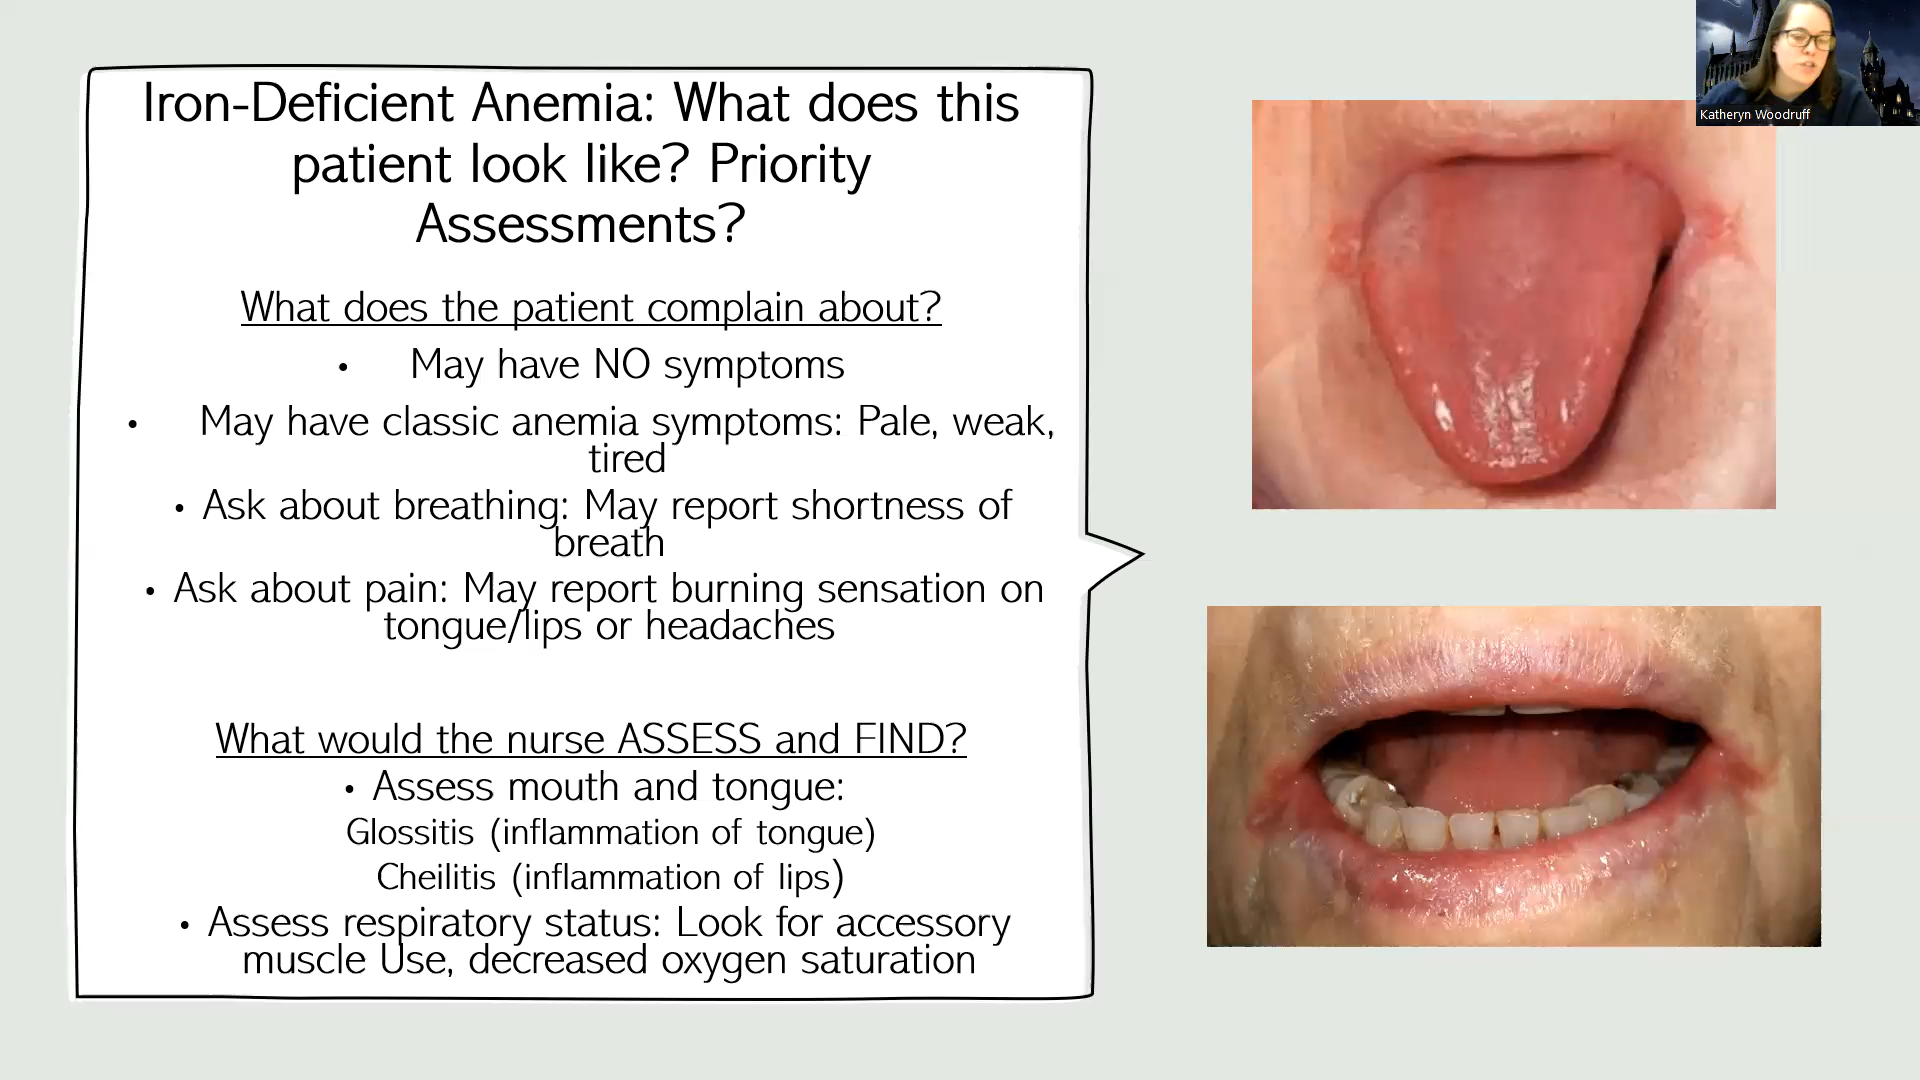 Iron-Deficient Anemia: What does this
patient look like? Priority
Assessments?
What does the patient complain about?
• May have NO symptoms
• May have classic anemia symptoms: Pale, weak,
tired
• Ask about breathing: May report shortness of
breath
• Ask about pain: May report burning sensation on
tongue/lips or headaches
What would the nurse ASSESS and FIND?
• Assess mouth and tongue:
Glossitis (inflammation of tongue)
Cheilitis (inflammation of lips)
• Assess respiratory status: Look for accessory
muscle Use, decreased oxygen saturation
Katheryn Woodruff